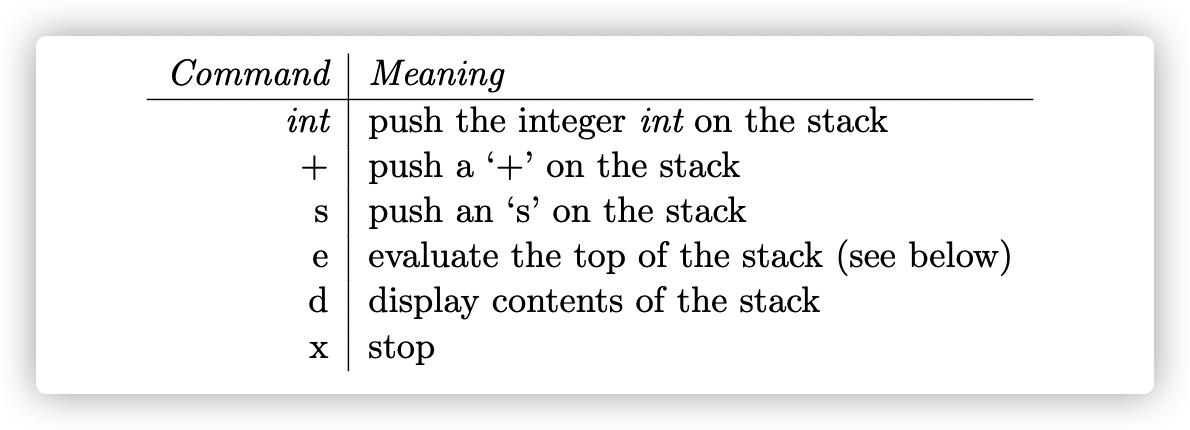 Command Meaning
int push the integer int on the stack
+ push a ‘+’ on the stack
s push an ‘s’ on the stack
e evaluate the top of the stack (see below)
d display contents of the stack
x stop